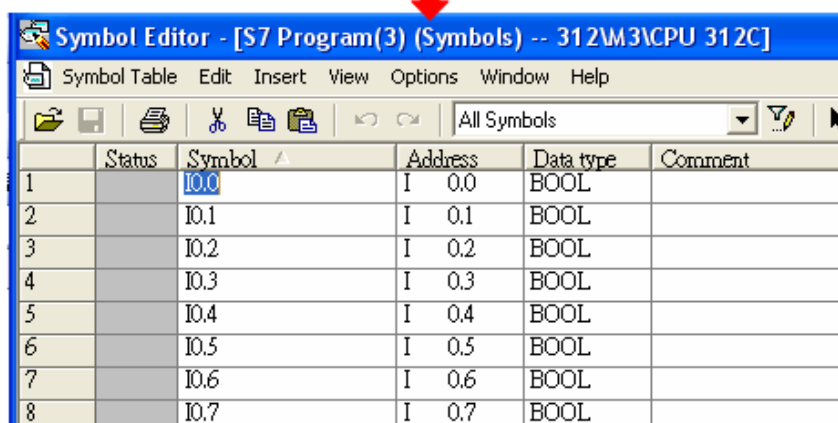 Symbol Editor - [S7 Program(3) (Symbols) -- 312\M3\CPU 312C]
Symbol Table Edit Insert View Options Window Help
All Symbols
Status Symbol Address Data type Comment
1 I0.0 I 0.0 BOOL
2 I0.1 I 0.1 BOOL
3 I0.2 I 0.2 BOOL
4 I0.3 I 0.3 BOOL
5 I0.4 I 0.4 BOOL
6 I0.5 I 0.5 BOOL
7 I0.6 I 0.6 BOOL
8 I0.7 I 0.7 BOOL